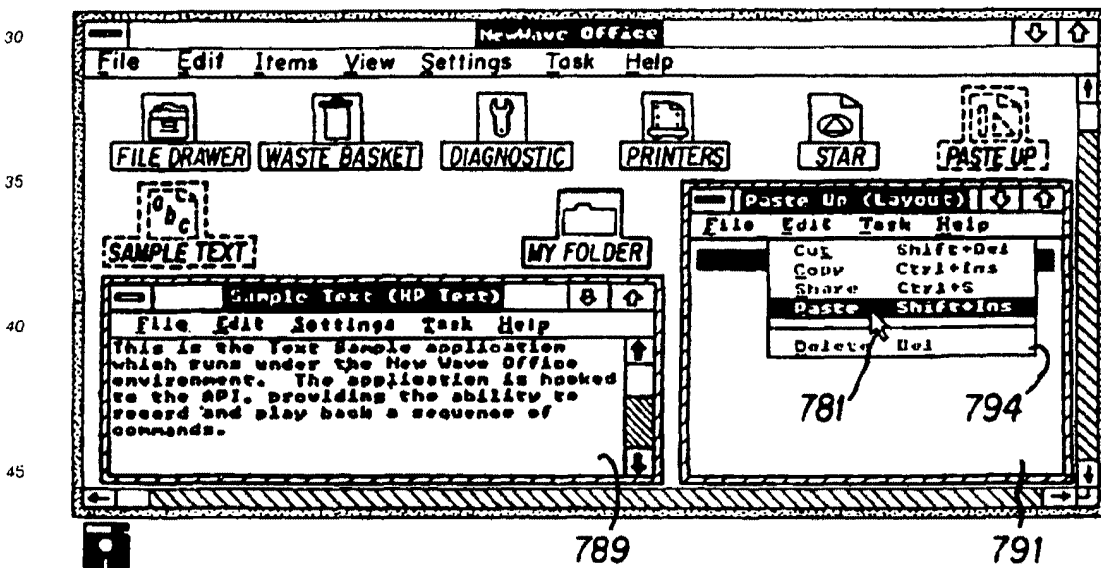 30
NewWave Office
File Edit Items View Settings Task Help
FILE DRAWER WASTE BASKET DIAGNOSTIC PRINTERS STAR PASTE UP
35
abc
SAMPLE TEXT MY FOLDER
Paste Up (Layout)
File Edit Task Help
Cut Shift+Del
Copy Ctrl+Ins
Share Ctrl+S
Paste Shift+Ins
Delete Del
781 794
Sample Text (HP Text)
40
File Edit Settings Task Help
This is the Text Sample application
which runs under the New Wave Office
environment. The application is hooked
to the API, providing the ability to
record and play back a sequence of
commands.
45
789 791